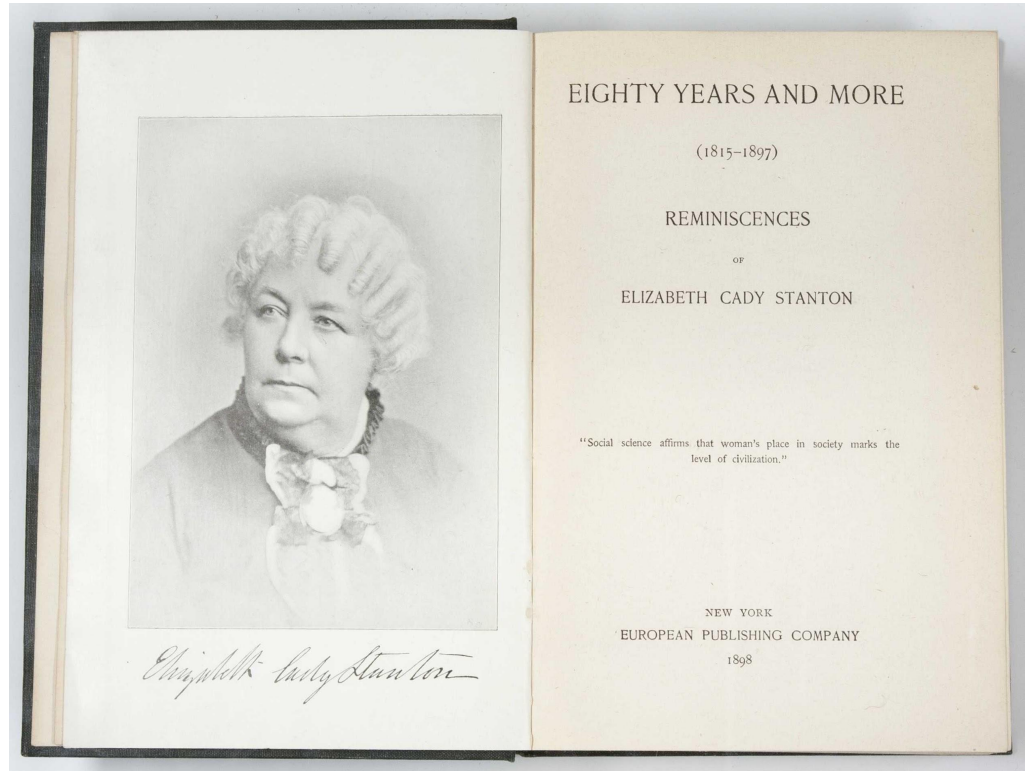 Elizabeth Cady Stanton
EIGHTY YEARS AND MORE
(1815–1897)
REMINISCENCES
OF
ELIZABETH CADY STANTON
"Social science affirms that woman's place in society marks the
level of civilization."
NEW YORK
EUROPEAN PUBLISHING COMPANY
1898